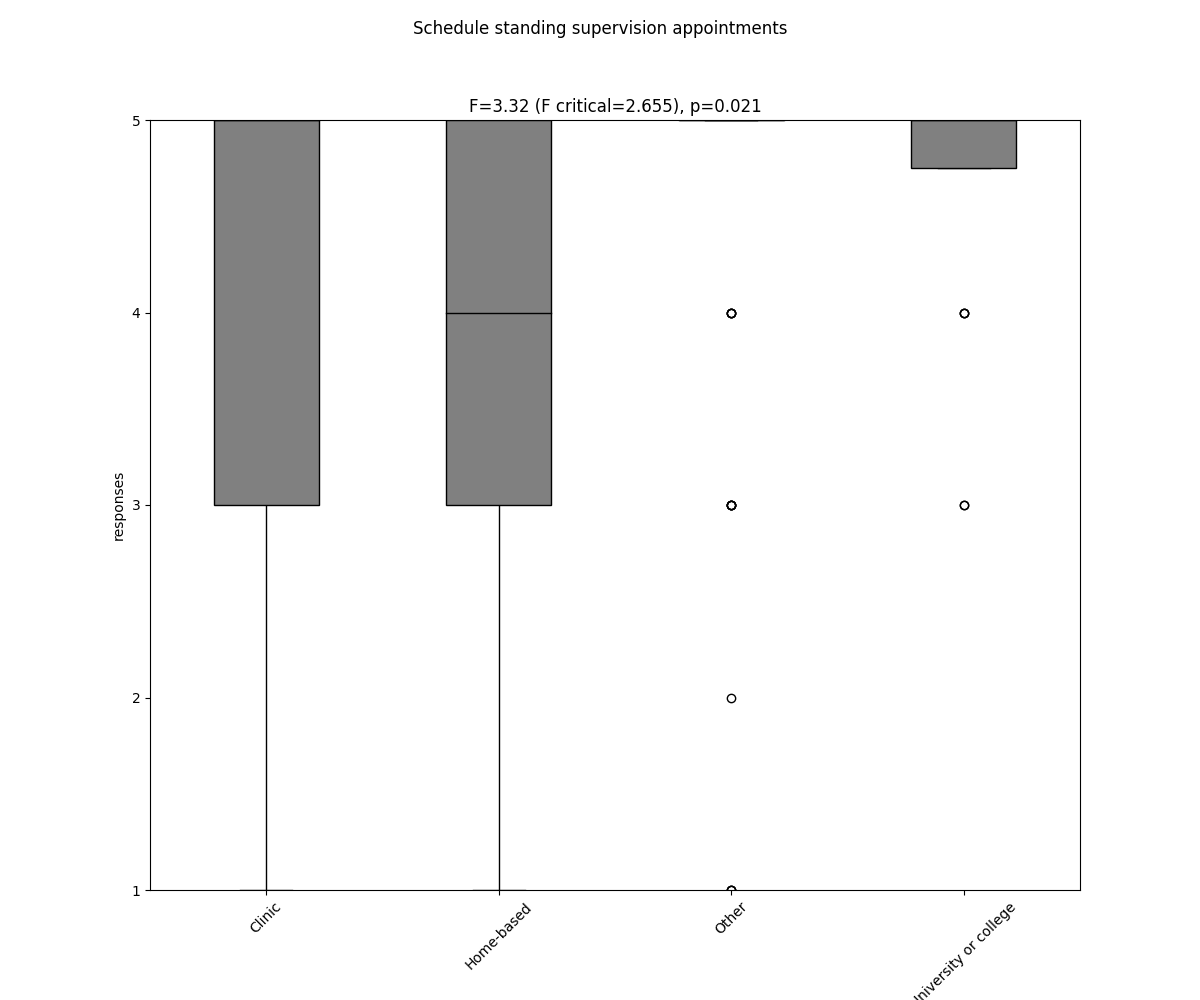 Schedule standing supervision appointments
F=3.32 (F critical=2.655), p=0.021
5
4
3
2
1
responses
Clinic
Home-based
Other
or college